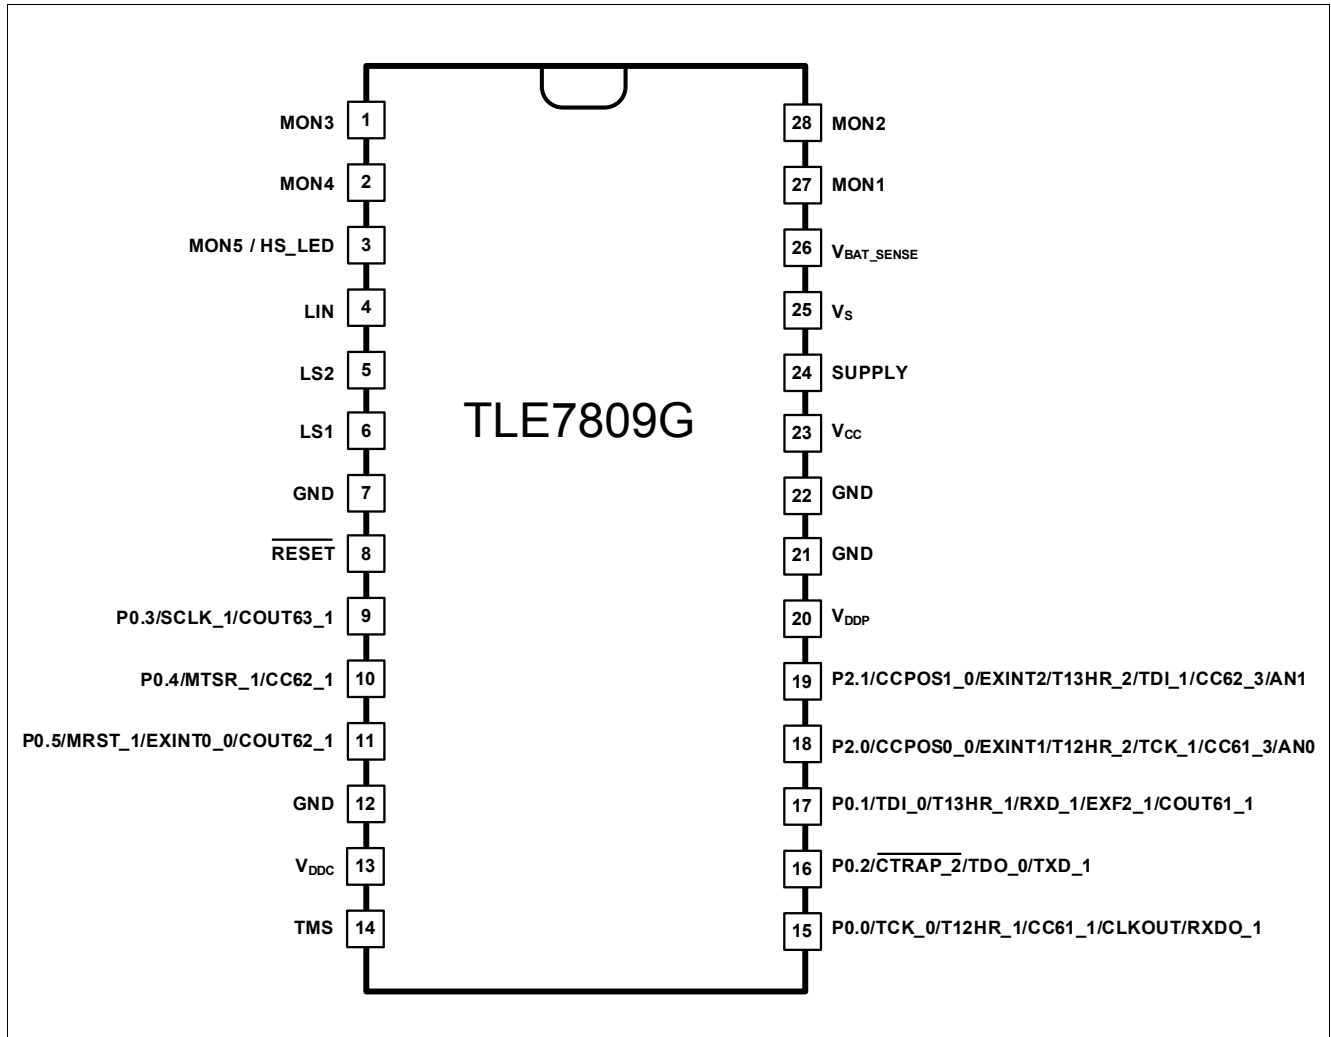 MON3 1
MON4 2
MON5 / HS_LED 3
LIN 4
LS2 5
LS1 6
GND 7
RESET 8
P0.3/SCLK_1/COUT63_1 9
P0.4/MTSR_1/CC62_1 10
P0.5/MRST_1/EXINT0_0/COUT62_1 11
GND 12
VDDC 13
TMS 14
TLE7809G
28 MON2
27 MON1
26 VBAT_SENSE
25 VS
24 SUPPLY
23 VCC
22 GND
21 GND
20 VDDP
19 P2.1/CCPOS1_0/EXINT2/T13HR_2/TDI_1/CC62_3/AN1
18 P2.0/CCPOS0_0/EXINT1/T12HR_2/TCK_1/CC61_3/AN0
17 P0.1/TDI_0/T13HR_1/RXD_1/EXF2_1/COUT61_1
16 P0.2/CTRAP_2/TDO_0/TXD_1
15 P0.0/TCK_0/T12HR_1/CC61_1/CLKOUT/RXDO_1